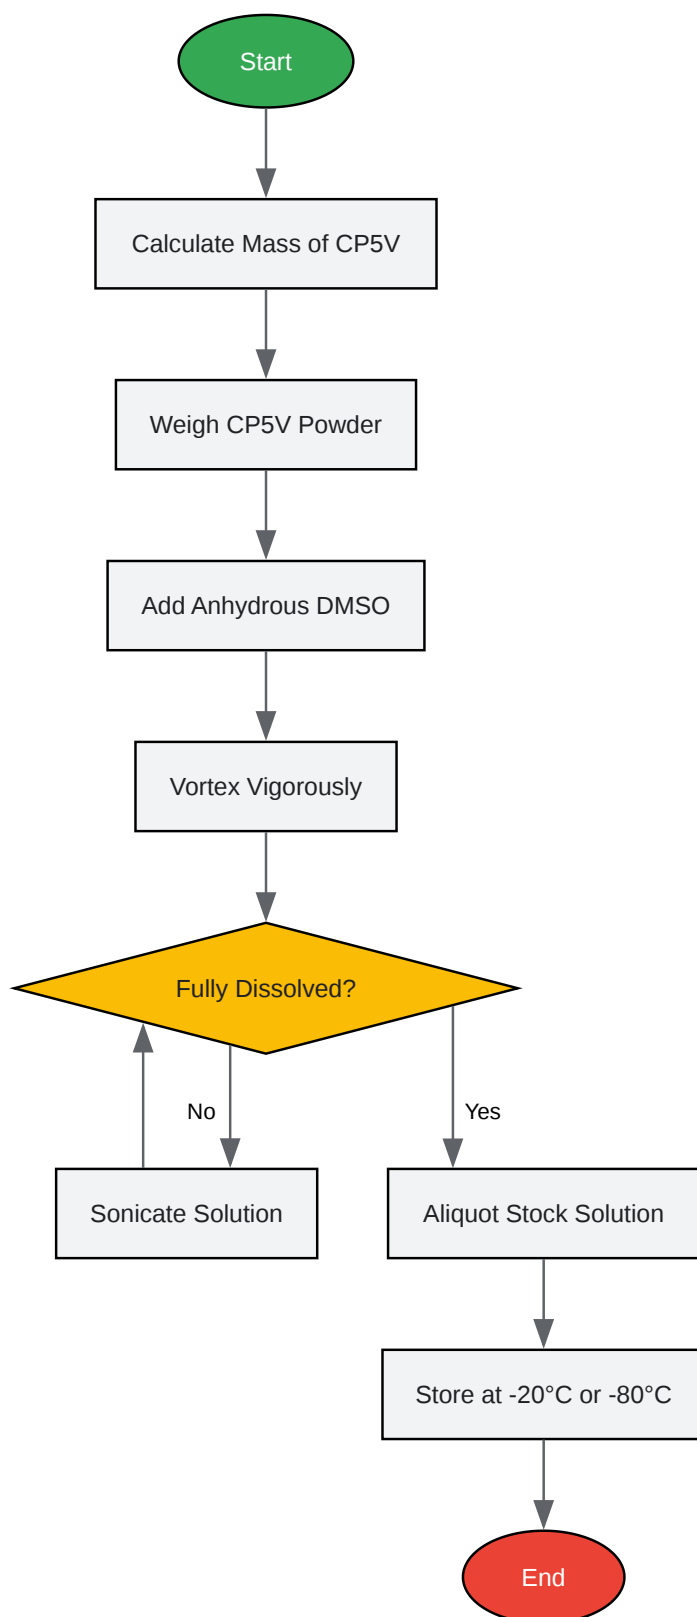 Start
Calculate Mass of CP5V
Weigh CP5V Powder
Add Anhydrous DMSO
Vortex Vigorously
Fully Dissolved?
No
Yes
Sonicate Solution
Aliquot Stock Solution
Store at -20°C or -80°C
End